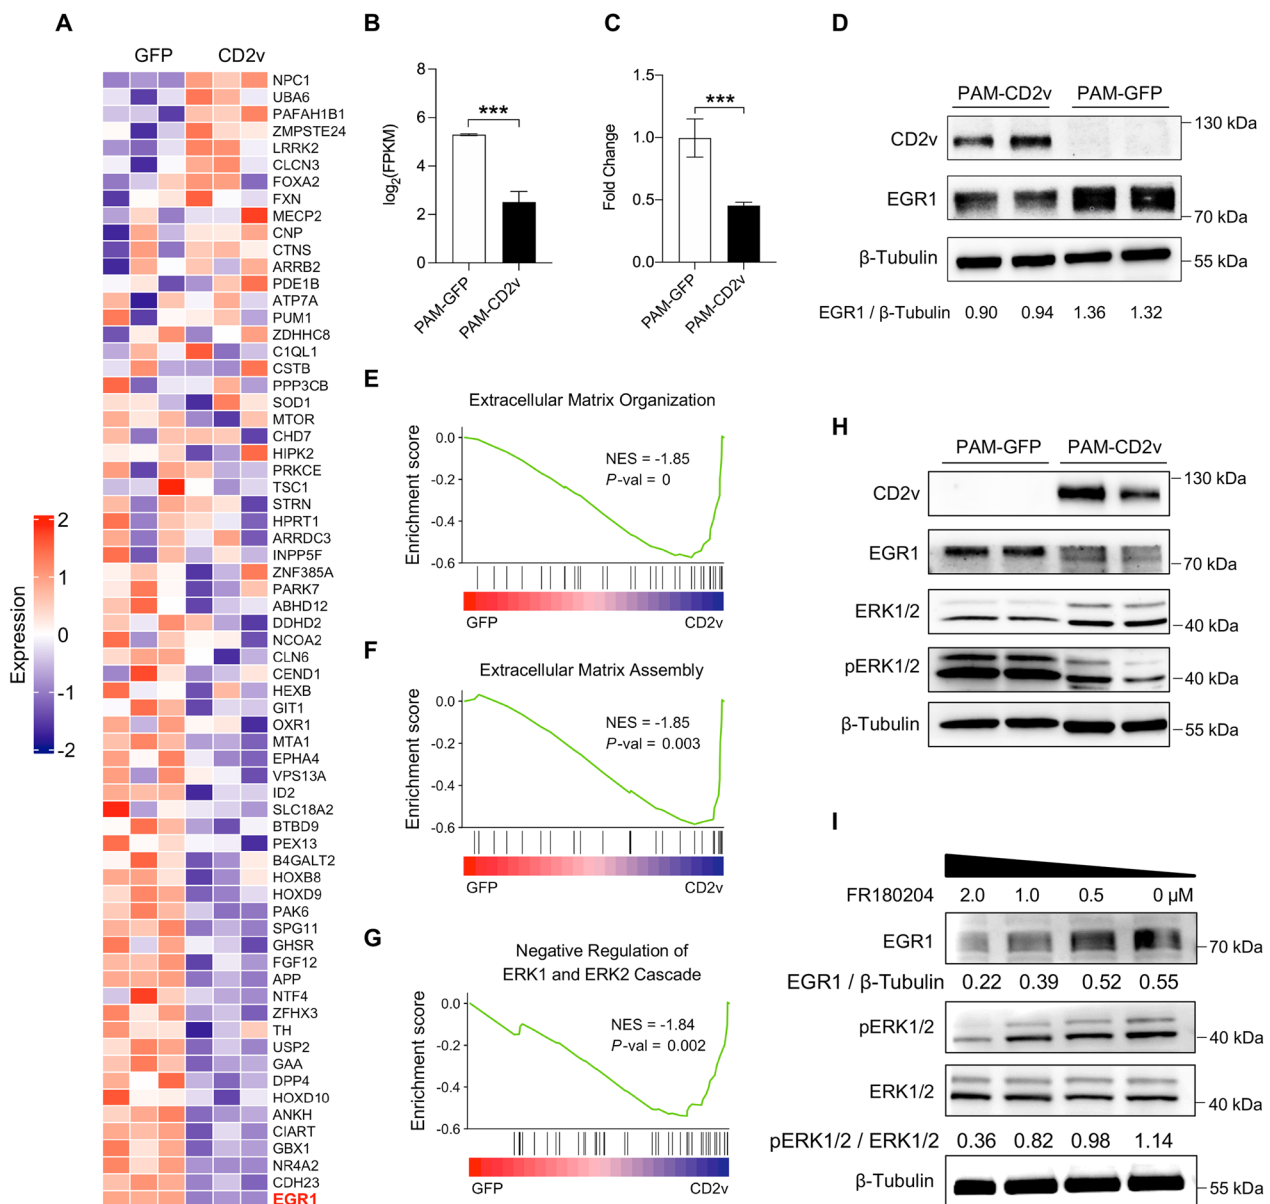 A
GFP CD2v
NPC1
UBA6
PAFAH1B1
ZMPSTE24
LRRK2
CLCN3
FOXA2
FXN
MECP2
CNP
CTNS
ARRB2
PDE1B
ATP7A
PUM1
ZDHHC8
C1QL1
CSTB
PPP3CB
SOD1
MTOR
CHD7
HIPK2
PRKCE
TSC1
STRN
HPRT1
ARRDC3
INPP5F
ZNF385A
PARK7
ABHD12
DDHD2
NCOA2
CLN6
CEND1
HEXB
GIT1
OXR1
MTA1
EPHA4
VPS13A
ID2
SLC18A2
BTBD9
PEX13
B4GALT2
HOXB8
HOXD9
PAK6
SPG11
GHSR
FGF12
APP
NTF4
ZFHX3
TH
USP2
GAA
DPP4
HOXD10
ANKH
CIART
GBX1
NR4A2
CDH23
EGR1
Expression
2
1
0
-1
-2
B
log2(FPKM)
8
6
4
2
0
***
PAM-GFP
PAM-CD2v
C
Fold Change
1.5
1.0
0.5
0.0
***
PAM-GFP
PAM-CD2v
D
PAM-CD2v PAM-GFP
CD2v 130 kDa
EGR1 70 kDa
β-Tubulin 55 kDa
EGR1 / β-Tubulin 0.90 0.94 1.36 1.32
E
Extracellular Matrix Organization
Enrichment score
0.0
-0.2
-0.4
-0.6
NES = -1.85
P-val = 0
GFP CD2v
F
Extracellular Matrix Assembly
Enrichment score
0.0
-0.2
-0.4
-0.6
NES = -1.85
P-val = 0.003
GFP CD2v
G
Negative Regulation of
ERK1 and ERK2 Cascade
Enrichment score
0.0
-0.2
-0.4
-0.6
NES = -1.84
P-val = 0.002
GFP CD2v
H
PAM-GFP PAM-CD2v
CD2v 130 kDa
EGR1 70 kDa
ERK1/2 40 kDa
pERK1/2 40 kDa
β-Tubulin 55 kDa
I
FR180204 2.0 1.0 0.5 0 µM
EGR1 70 kDa
EGR1 / β-Tubulin 0.22 0.39 0.52 0.55
pERK1/2 40 kDa
ERK1/2 40 kDa
pERK1/2 / ERK1/2 0.36 0.82 0.98 1.14
β-Tubulin 55 kDa